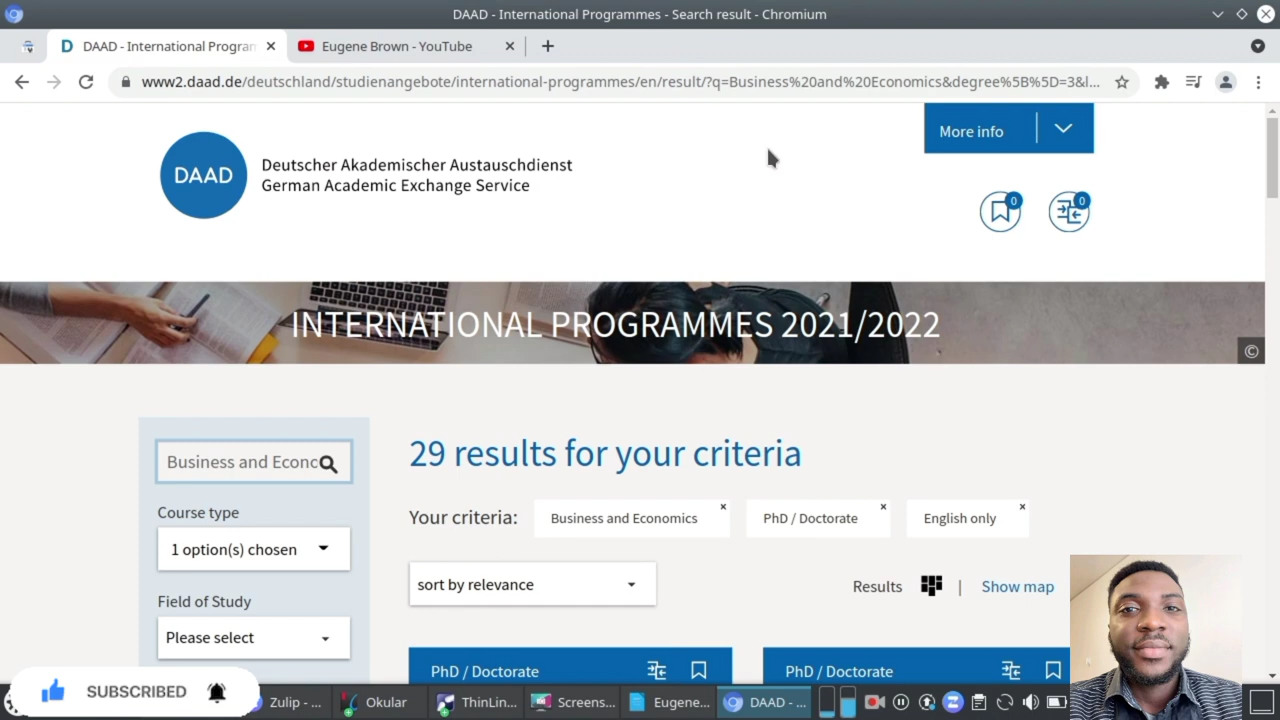 DAAD - International Programmes - Search result - Chromium
DAAD - International Program
Eugene Brown - YouTube
www2.daad.de/deutschland/studienangebote/international-programmes/en/result/?q=Business%20and%20Economics&degree%5B%5D=3&l...
More info
DAAD
Deutscher Akademischer Austauschdienst
German Academic Exchange Service
0
0
INTERNATIONAL PROGRAMMES 2021/2022
©
Business and Econc
29 results for your criteria
Course type
Your criteria:
Business and Economics
PhD / Doctorate
English only
1 option(s) chosen
sort by relevance
Results
|
Show map
Field of Study
Please select
PhD / Doctorate
PhD / Doctorate
SUBSCRIBED
Zulip - ...
Okular
ThinLin...
Screens...
Eugene...
DAAD - ...